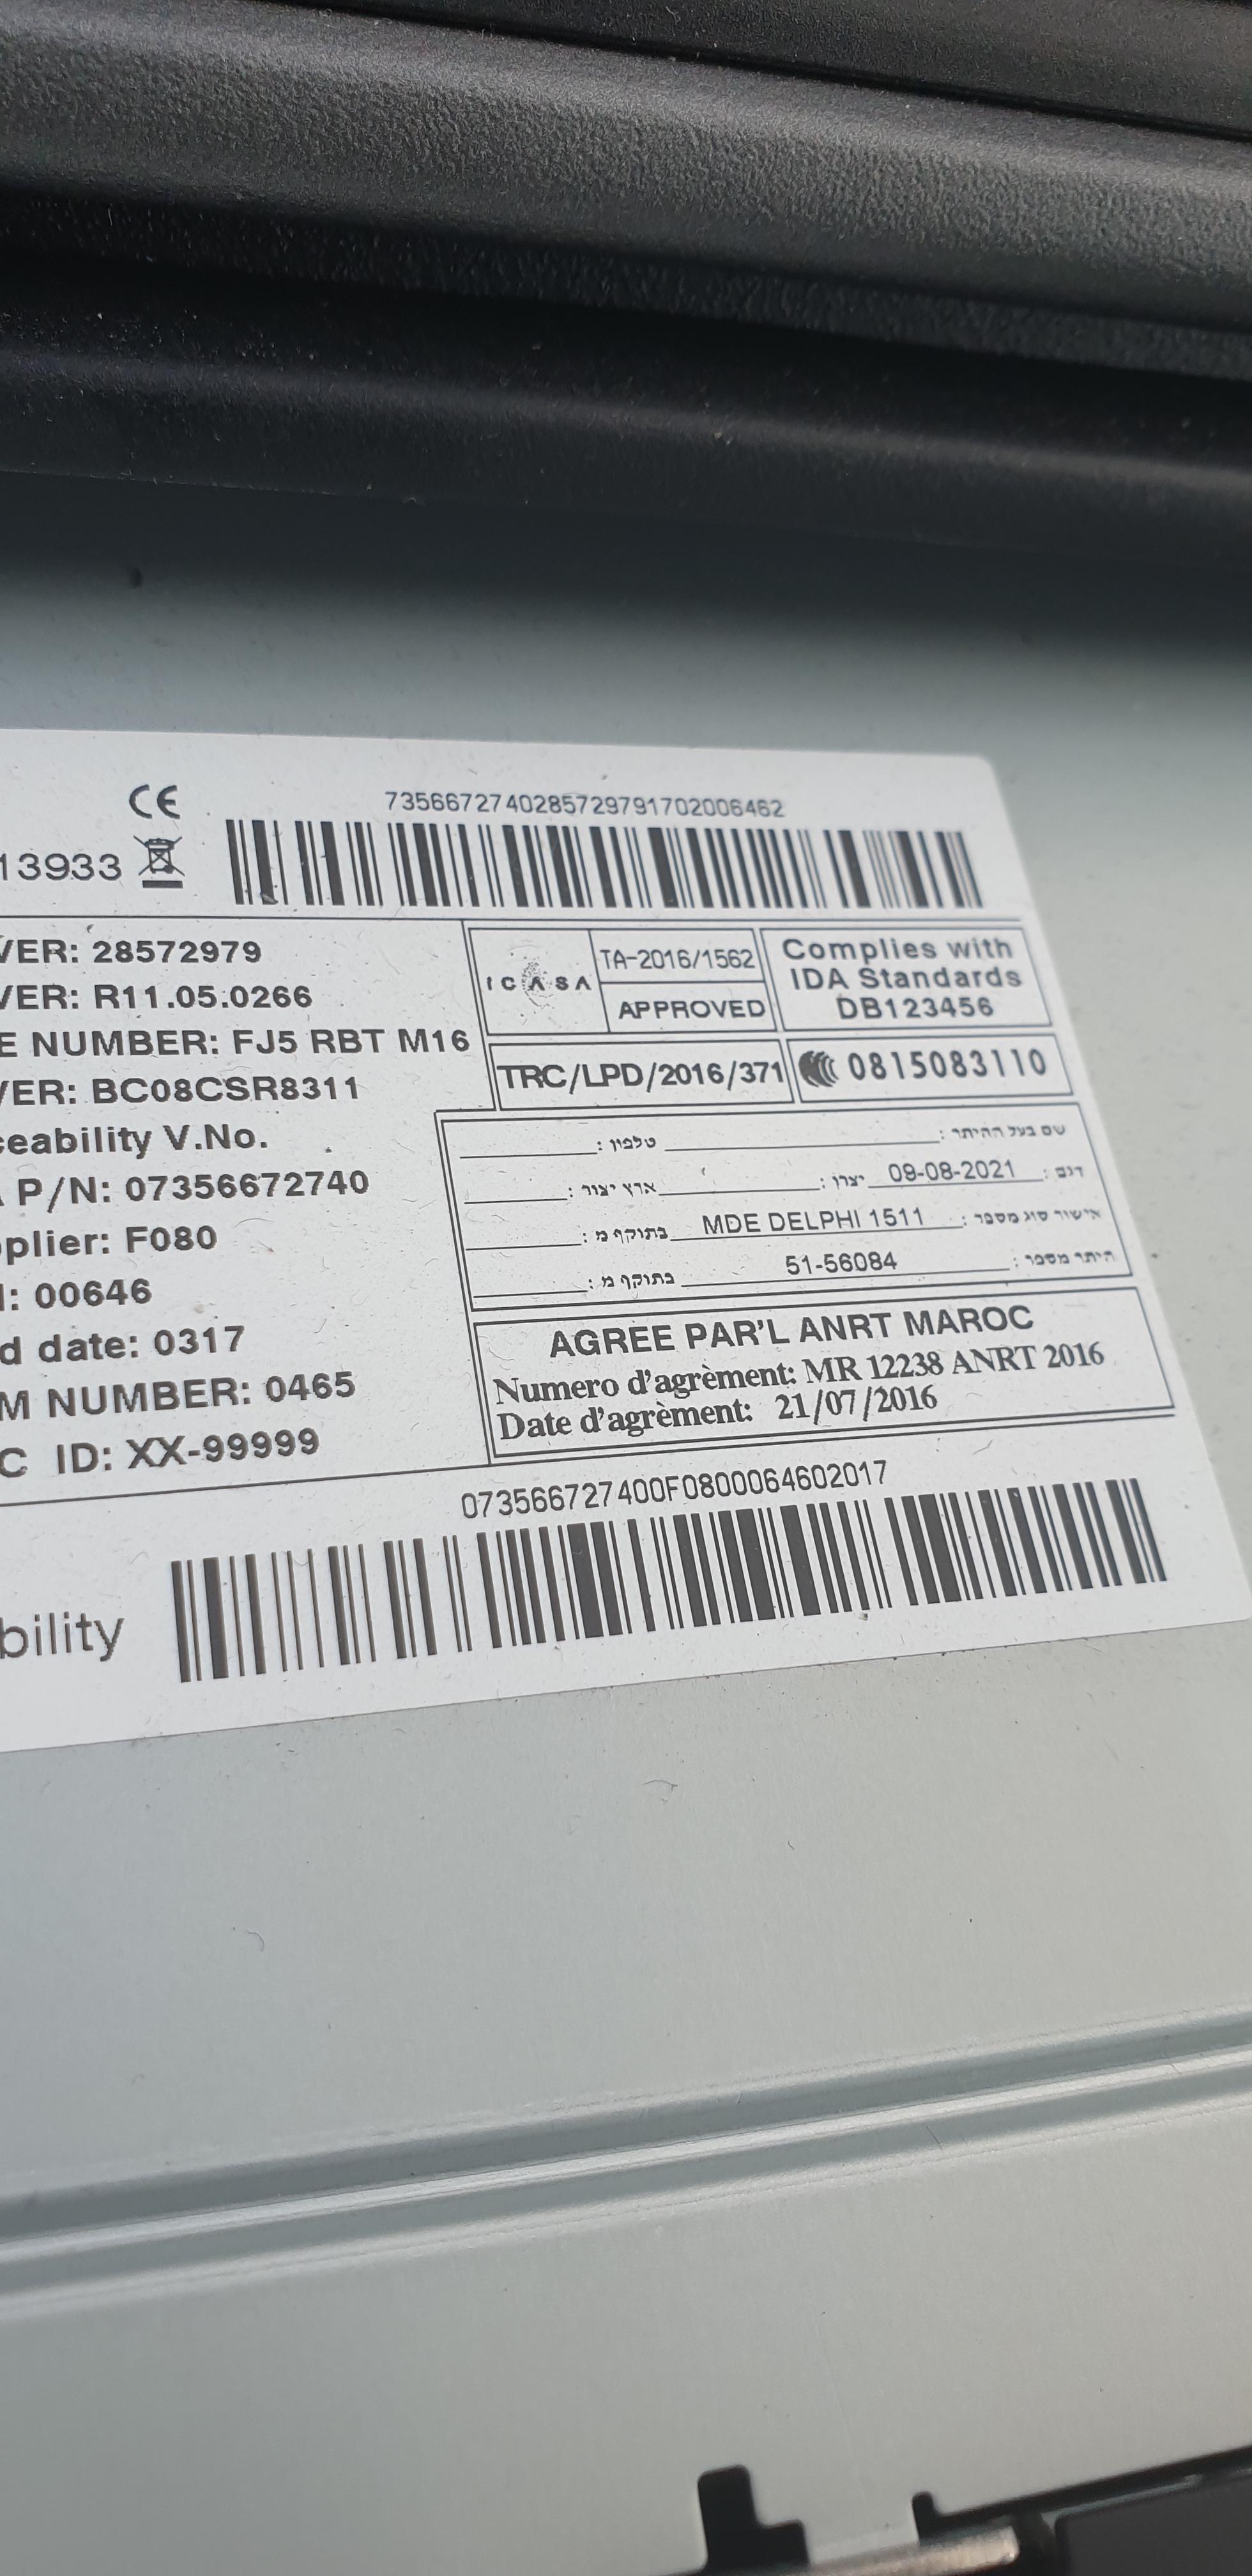 7356672740285729791702006462
13933
VER: 28572979
VER: R11.05.0266
E NUMBER: FJ5 RBT M16
VER: BC08CSR8311
ceability V.No.
P/N: 07356672740
plier: F080
: 00646
d date: 0317
M NUMBER: 0465
C ID: XX-99999
ICASA
TA-2016/1562
APPROVED
Complies with
IDA Standards
DB123456
TRC/LPD/2016/371
0815083110
שם בעל ההיתר: טלפון:
דגם: 09-08-2021 יצרן: ארץ יצור:
אישור סוג מספר: MDE DELPHI 1511 בתוקף מ:
היתר מספר: 51-56084 בתוקף מ:
AGREE PAR'L ANRT MAROC
Numero d'agrèment: MR 12238 ANRT 2016
Date d'agrèment: 21/07/2016
073566727400F0800064602017
bility